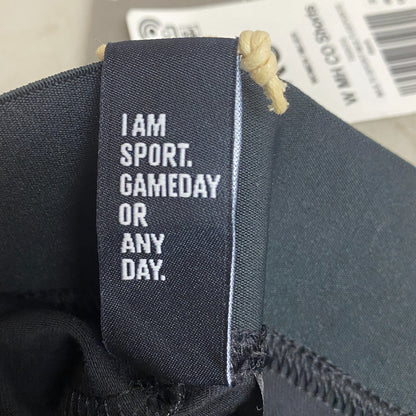 I AM
SPORT.
GAMEDAY
OR
ANY
DAY.
W MH CO Shorts